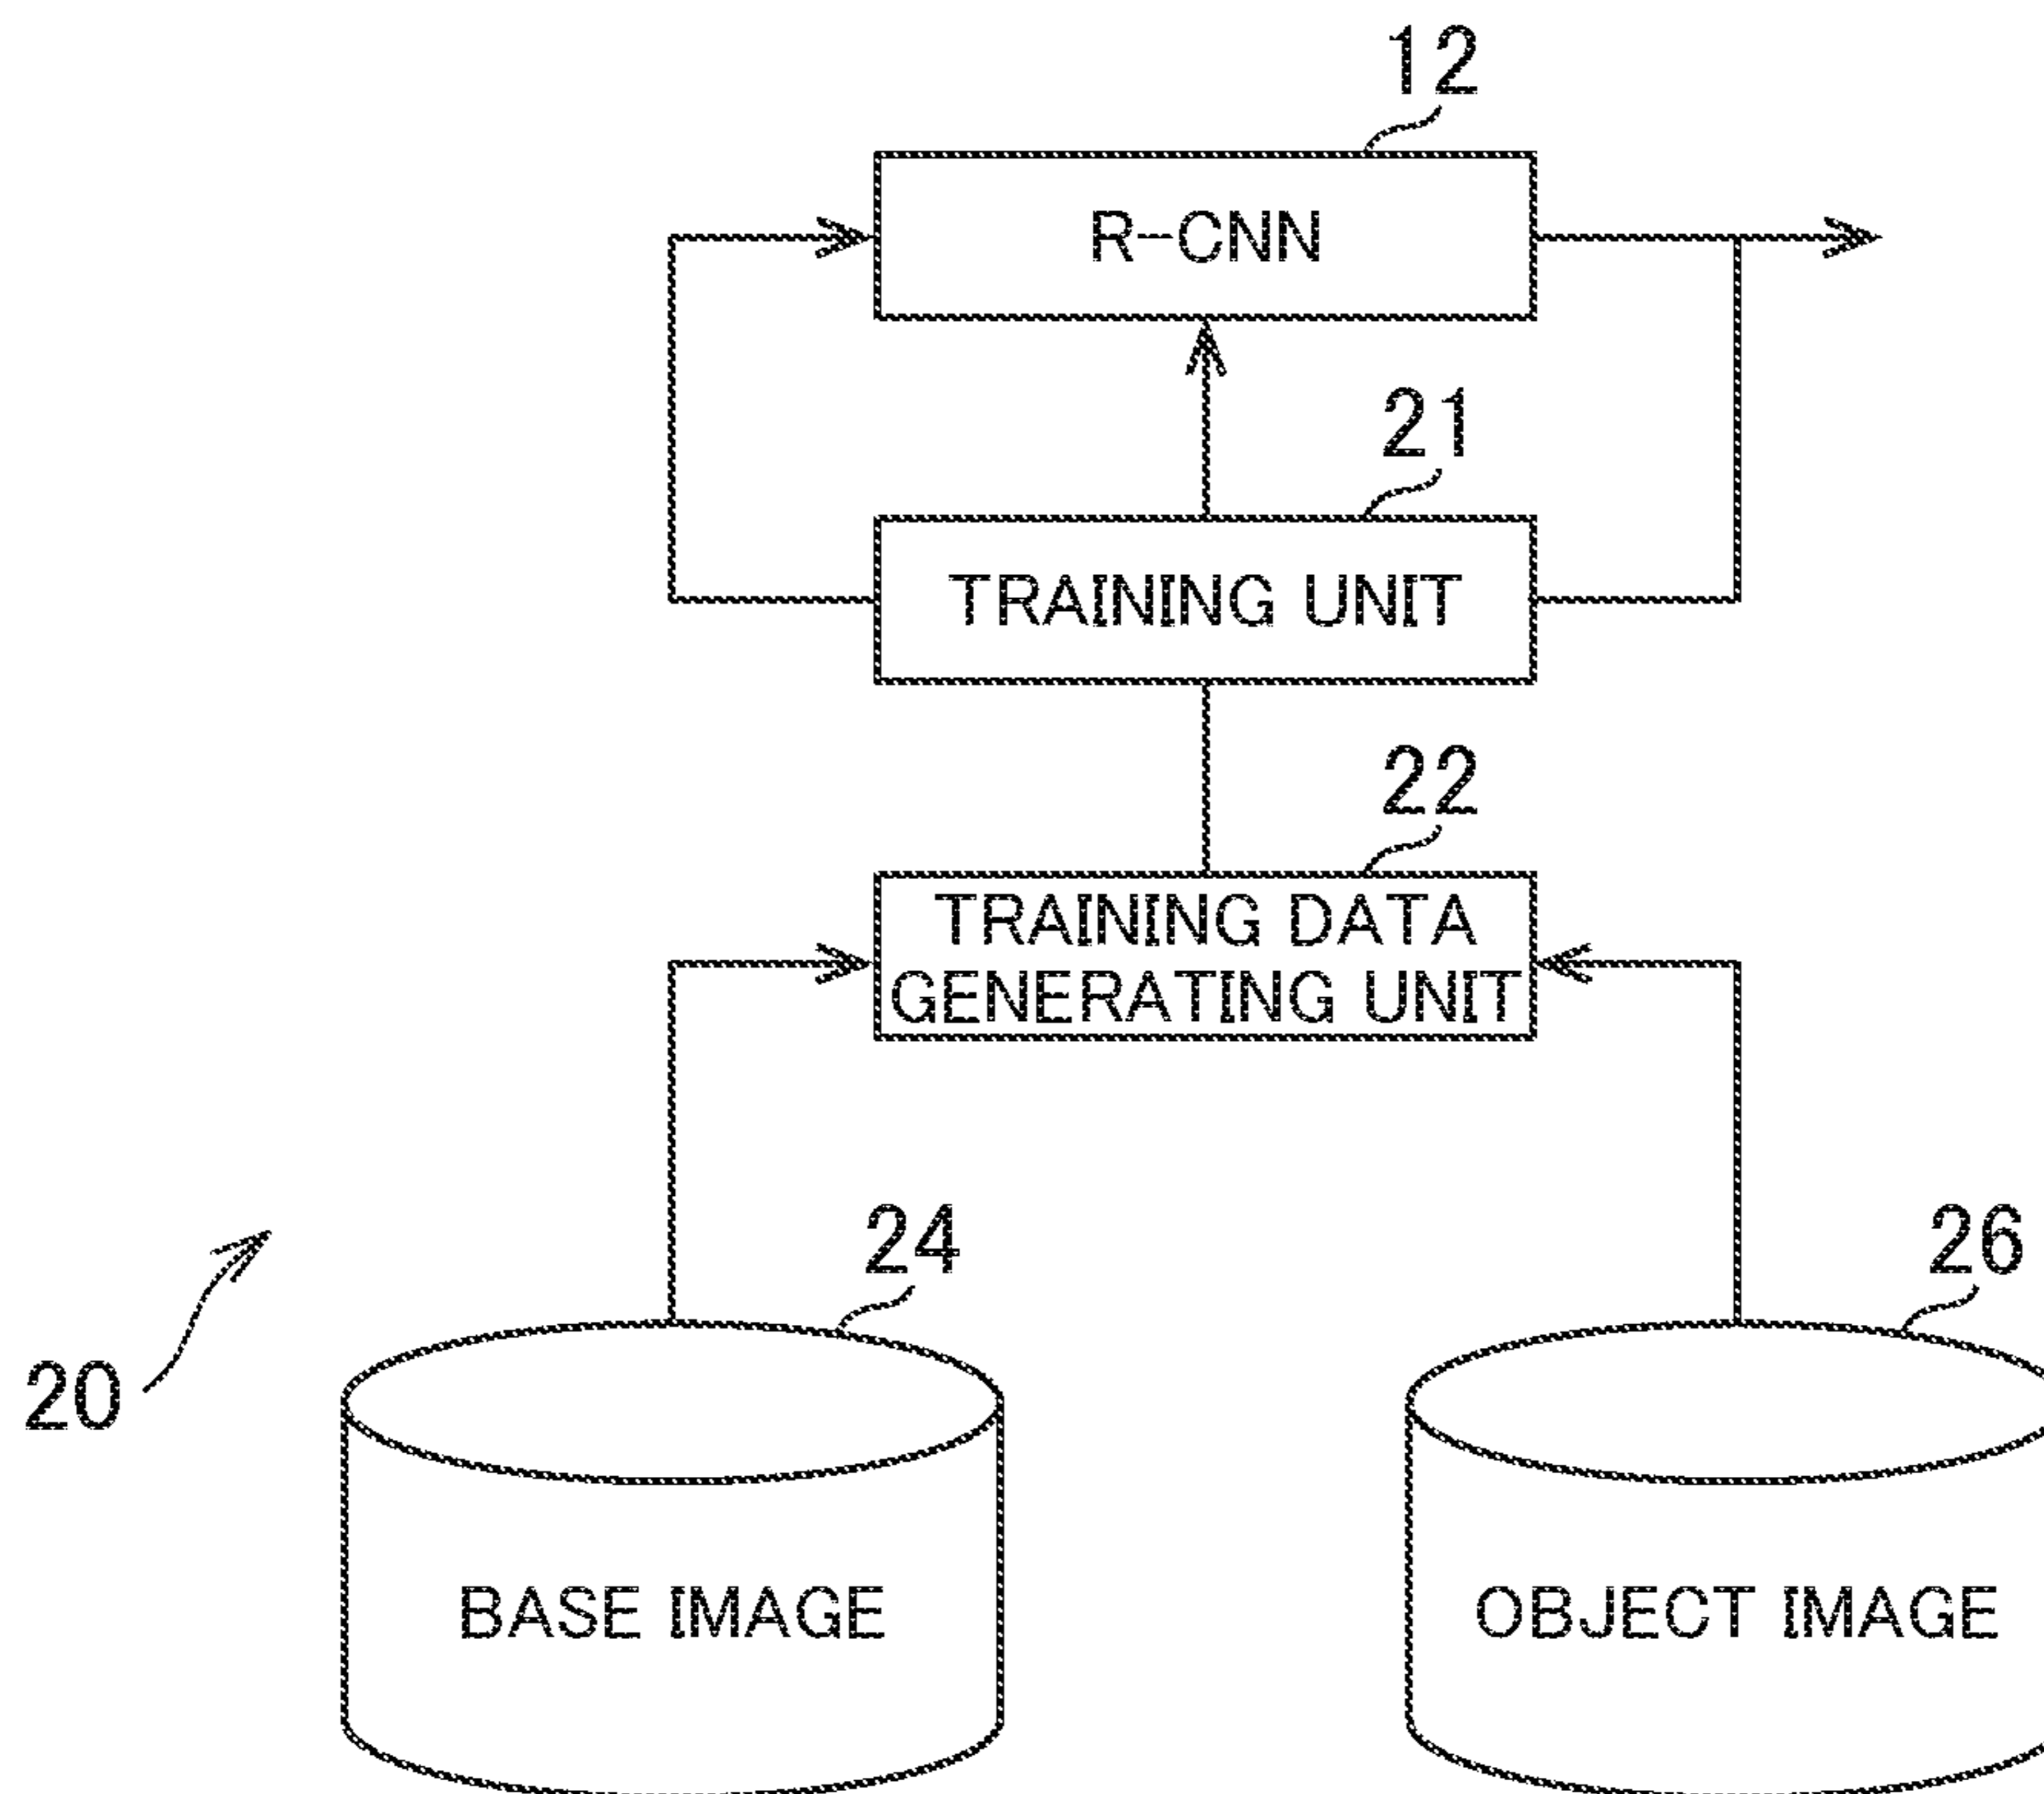 12
R-CNN
21
TRAINING UNIT
22
TRAINING DATA
GENERATING UNIT
24
26
20
BASE IMAGE
OBJECT IMAGE